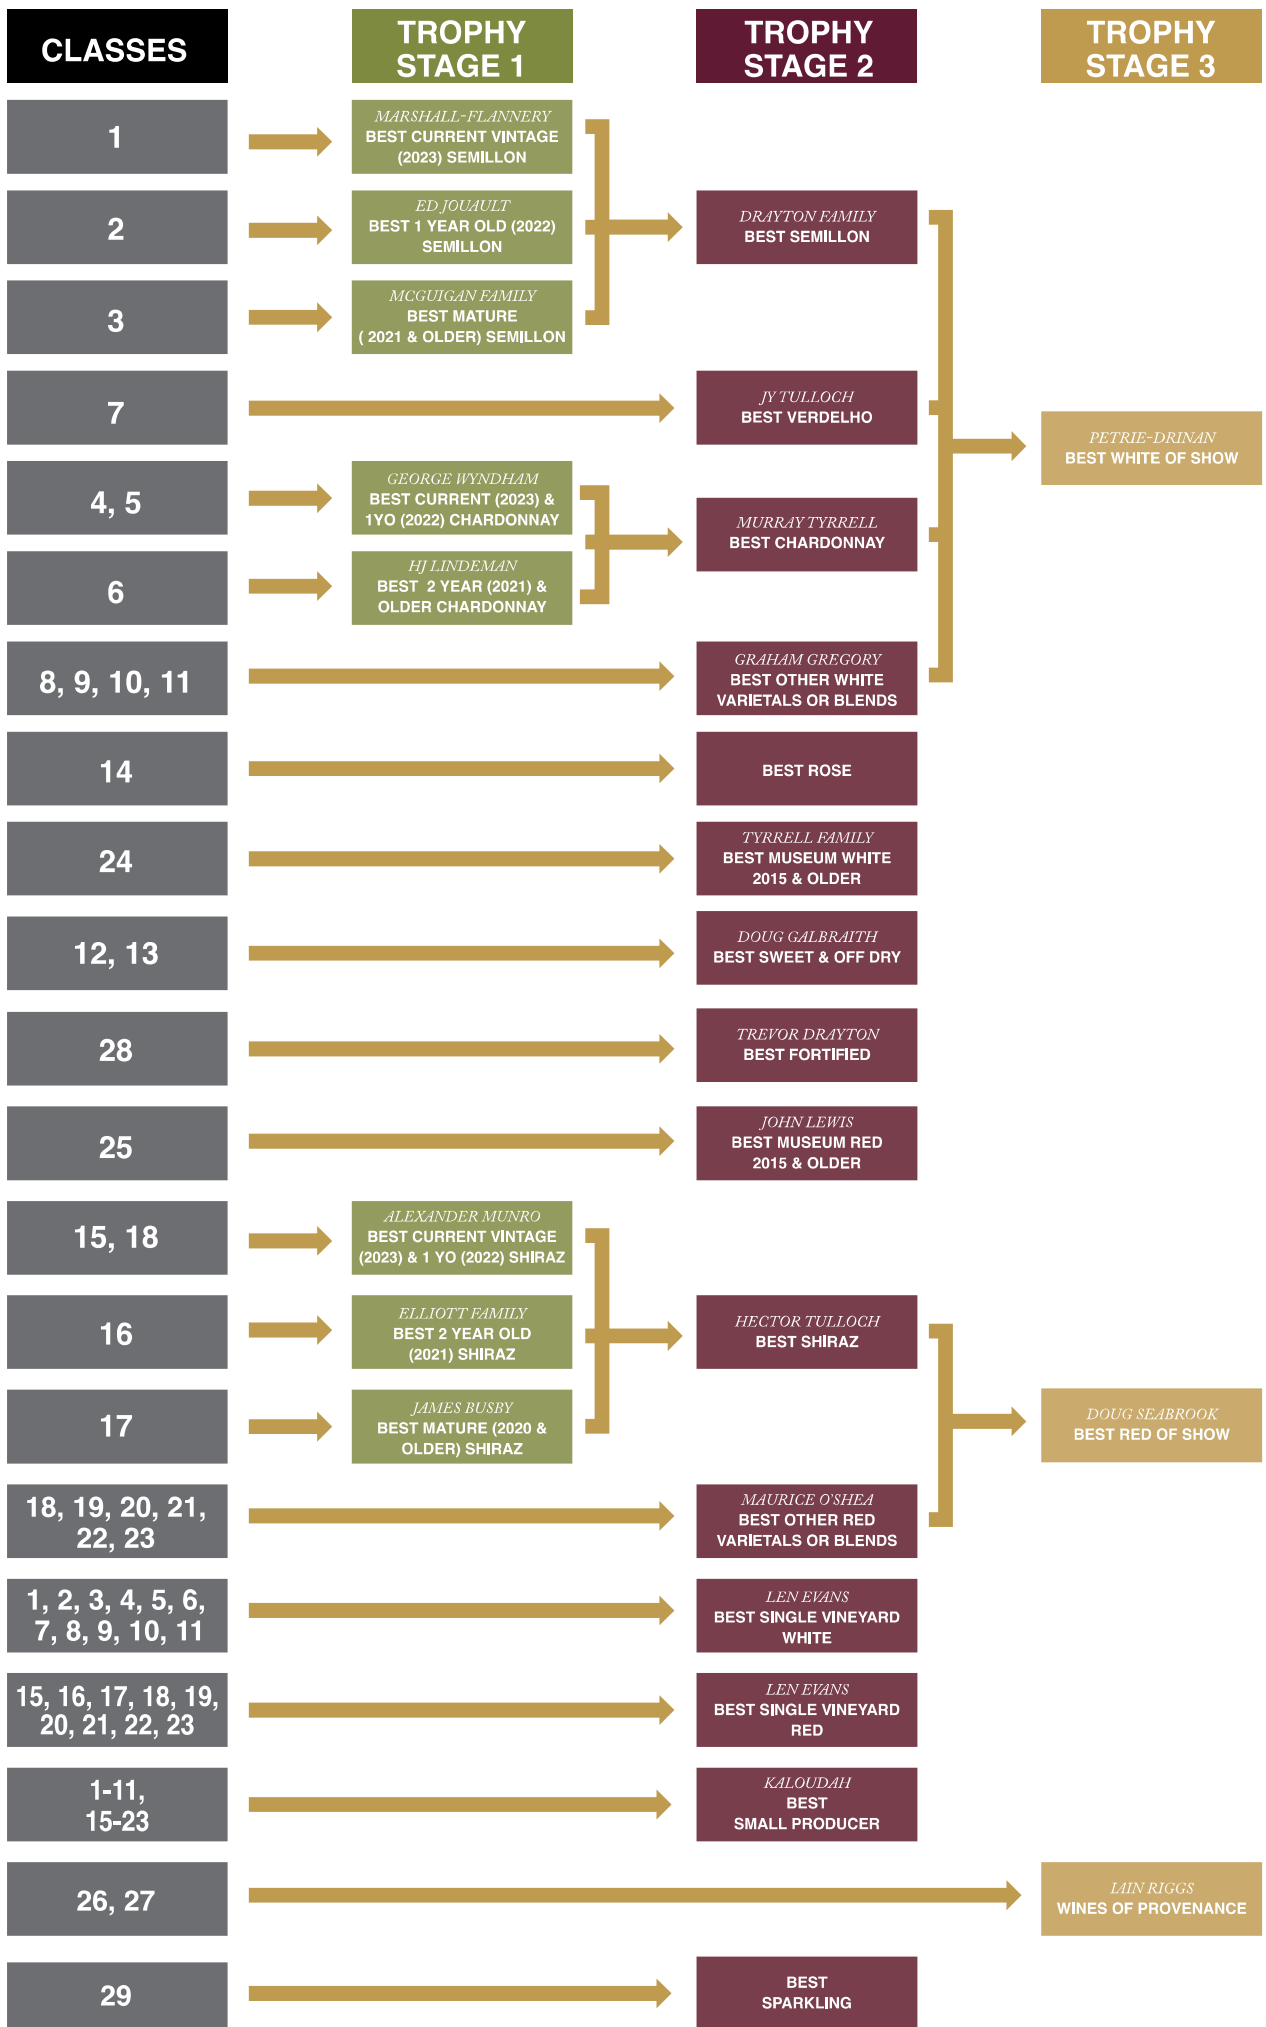 CLASSES
TROPHY
STAGE 1
TROPHY
STAGE 2
TROPHY
STAGE 3
1
MARSHALL-FLANNERY
BEST CURRENT VINTAGE
(2023) SEMILLON
2
ED JOUAULT
BEST 1 YEAR OLD (2022)
SEMILLON
DRAYTON FAMILY
BEST SEMILLON
3
MCGUIGAN FAMILY
BEST MATURE
( 2021 & OLDER) SEMILLON
7
JY TULLOCH
BEST VERDELHO
PETRIE-DRINAN
BEST WHITE OF SHOW
4, 5
GEORGE WYNDHAM
BEST CURRENT (2023) &
1YO (2022) CHARDONNAY
MURRAY TYRRELL
BEST CHARDONNAY
6
HJ LINDEMAN
BEST 2 YEAR (2021) &
OLDER CHARDONNAY
8, 9, 10, 11
GRAHAM GREGORY
BEST OTHER WHITE
VARIETALS OR BLENDS
14
BEST ROSE
24
TYRRELL FAMILY
BEST MUSEUM WHITE
2015 & OLDER
12, 13
DOUG GALBRAITH
BEST SWEET & OFF DRY
28
TREVOR DRAYTON
BEST FORTIFIED
25
JOHN LEWIS
BEST MUSEUM RED
2015 & OLDER
15, 18
ALEXANDER MUNRO
BEST CURRENT VINTAGE
(2023) & 1 YO (2022) SHIRAZ
16
ELLIOTT FAMILY
BEST 2 YEAR OLD
(2021) SHIRAZ
HECTOR TULLOCH
BEST SHIRAZ
17
JAMES BUSBY
BEST MATURE (2020 &
OLDER) SHIRAZ
DOUG SEABROOK
BEST RED OF SHOW
18, 19, 20, 21,
22, 23
MAURICE O'SHEA
BEST OTHER RED
VARIETALS OR BLENDS
1, 2, 3, 4, 5, 6,
7, 8, 9, 10, 11
LEN EVANS
BEST SINGLE VINEYARD
WHITE
15, 16, 17, 18, 19,
20, 21, 22, 23
LEN EVANS
BEST SINGLE VINEYARD
RED
1-11,
15-23
KALOUDAH
BEST
SMALL PRODUCER
26, 27
IAIN RIGGS
WINES OF PROVENANCE
29
BEST
SPARKLING